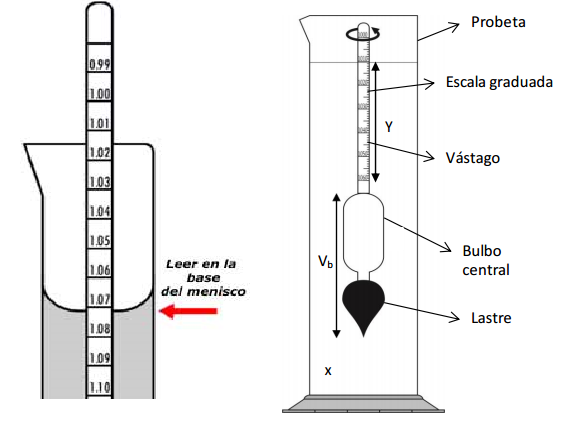 0.99
1.00
1.01
1.02
1.03
1.04
1.05
1.06
1.07
1.08
1.09
1.10
Leer en la
base
del menisco
Probeta
Escala graduada
Y
Vástago
Vb
Bulbo
central
Lastre
x